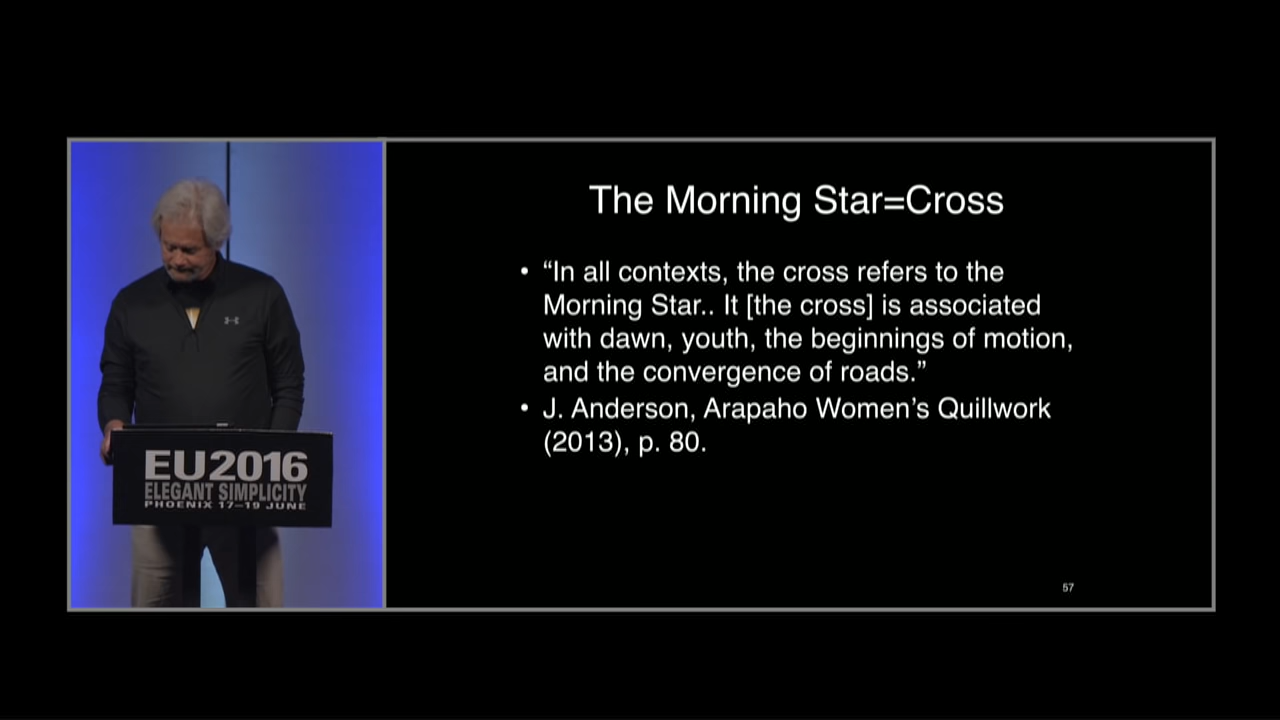 The Morning Star=Cross
• “In all contexts, the cross refers to the
Morning Star.. It [the cross] is associated
with dawn, youth, the beginnings of motion,
and the convergence of roads.”
• J. Anderson, Arapaho Women’s Quillwork
(2013), p. 80.
57
EU2016
ELEGANT SIMPLICITY
PHOENIX 17–19 JUNE